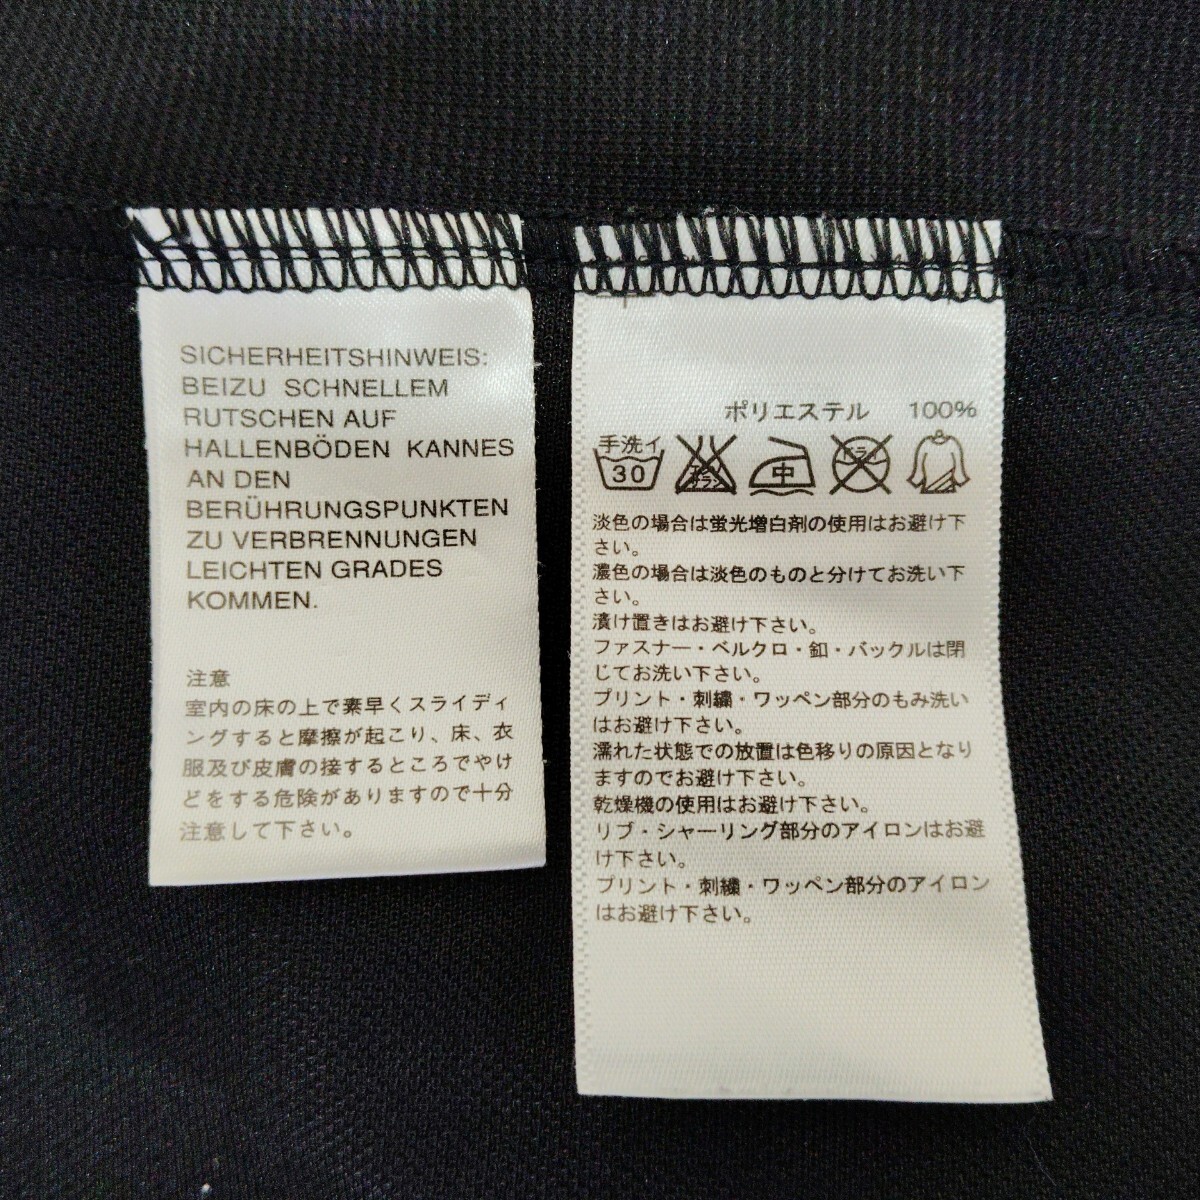 SICHERHEITSHINWEIS:
BEIZU SCHNELLEM
RUTSCHEN AUF
HALLENBÖDEN KANNES
AN DEN
BERÜHRUNGSPUNKTEN
ZU VERBRENNUNGEN
LEICHTEN GRADES
KOMMEN.
注意
室内の床の上で素早くスライディ
ングすると摩擦が起こり、床、衣
服及び皮膚の接するところでやけ
どをする危険がありますので十分
注意して下さい。
ポリエステル 100%
手洗イ
30
エンソ
サラシ
中
ドライ
淡色の場合は蛍光増白剤の使用はお避け下
さい。
濃色の場合は淡色のものと分けてお洗い下
さい。
漬け置きはお避け下さい。
ファスナー・ベルクロ・釦・バックルは閉
じてお洗い下さい。
プリント・刺繍・ワッペン部分のもみ洗い
はお避け下さい。
濡れた状態での放置は色移りの原因となり
ますのでお避け下さい。
乾燥機の使用はお避け下さい。
リブ・シャーリング部分のアイロンはお避
け下さい。
プリント・刺繍・ワッペン部分のアイロン
はお避け下さい。